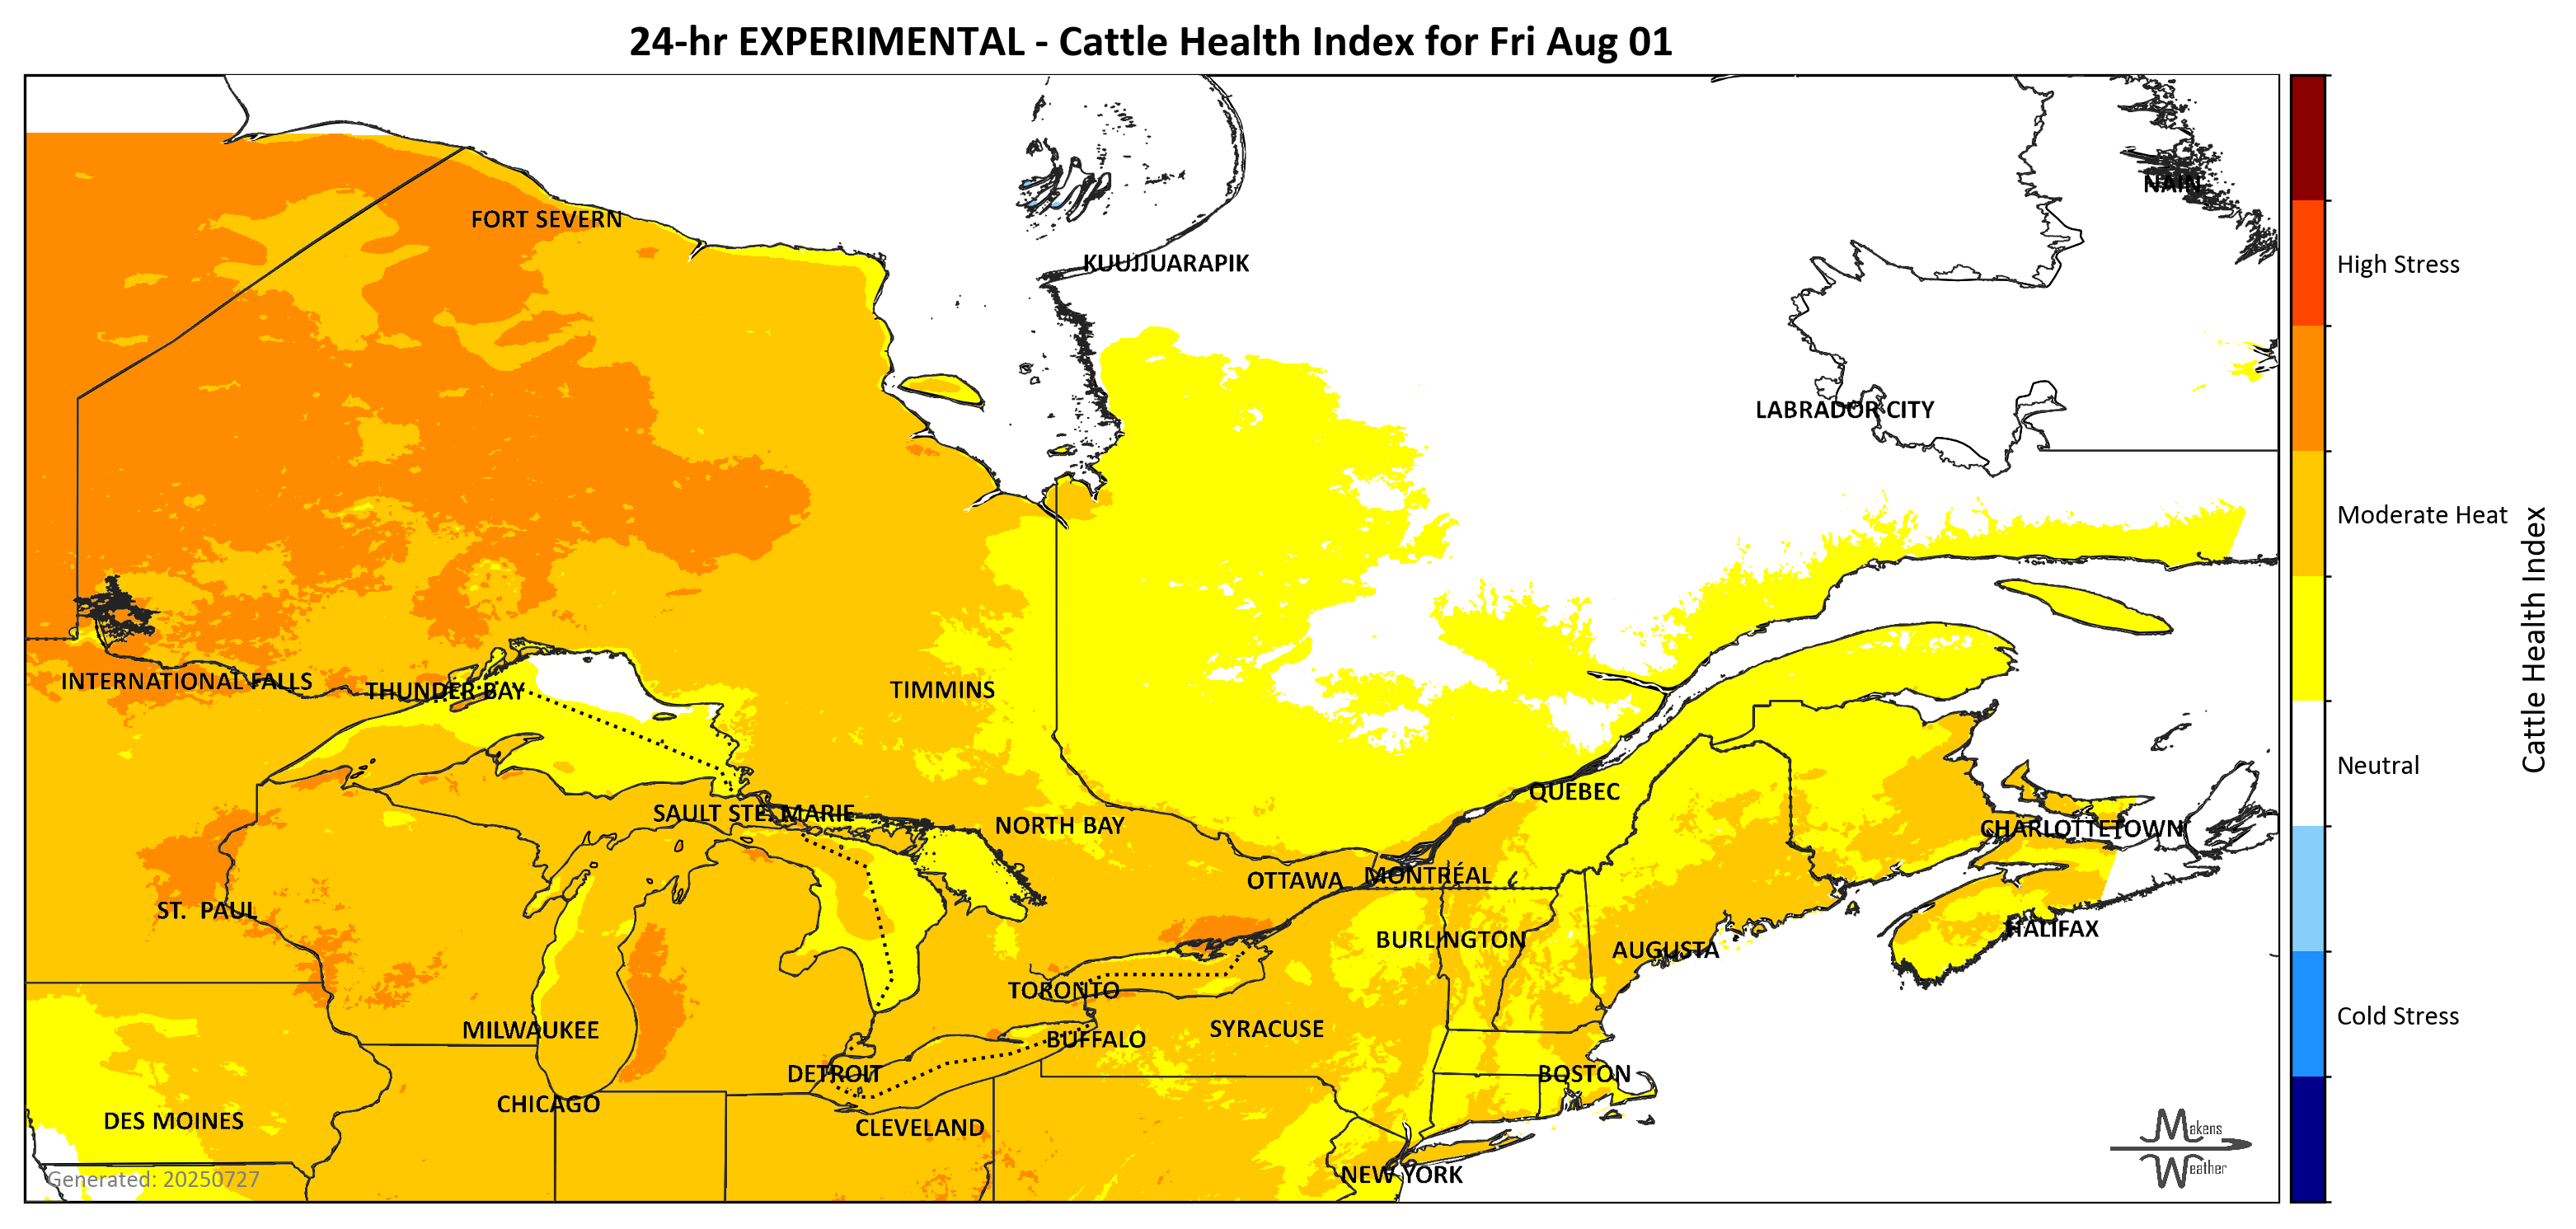 24-hr EXPERIMENTAL - Cattle Health Index for Fri Aug 01
NAIN
FORT SEVERN
KUUJJUARAPIK
High Stress
LABRADOR CITY
Moderate Heat
Cattle Health Index
INTERNATIONAL FALLS
THUNDER BAY
TIMMINS
Neutral
QUEBEC
SAULT STE. MARIE
NORTH BAY
CHARLOTTETOWN
OTTAWA
MONTRÉAL
ST. PAUL
HALIFAX
BURLINGTON
AUGUSTA
TORONTO
Cold Stress
MILWAUKEE
SYRACUSE
BUFFALO
DETROIT
BOSTON
CHICAGO
DES MOINES
CLEVELAND
Makens
Weather
NEW YORK
Generated: 20250727